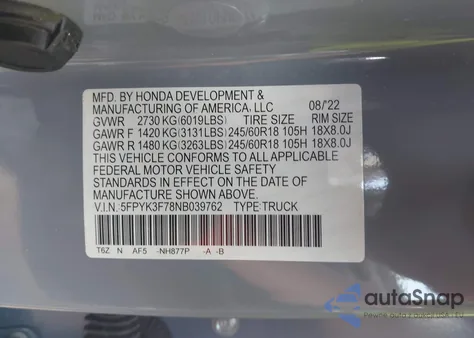 MFD. BY HONDA DEVELOPMENT &
MANUFACTURING OF AMERICA, LLC 08/'22
GVWR 2730 KG(6019LBS) TIRE SIZE RIM SIZE
GAWR F 1420 KG(3131LBS) 245/60R18 105H 18X8.0J
GAWR R 1480 KG(3263LBS) 245/60R18 105H 18X8.0J
THIS VEHICLE CONFORMS TO ALL APPLICABLE
FEDERAL MOTOR VEHICLE SAFETY
STANDARDS IN EFFECT ON THE DATE OF
MANUFACTURE SHOWN ABOVE.
V.I.N. 5FPYK3F78NB039762 TYPE:TRUCK
T6Z N AF5 -NH877P -A -B
autoSnap